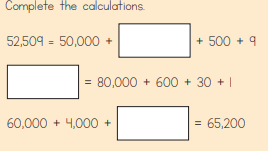 Complete the calculations.
52,509 = 50,000 + + 500 + 9
= 80,000 + 600 + 30 + 1
60,000 + 4,000 + = 65,200